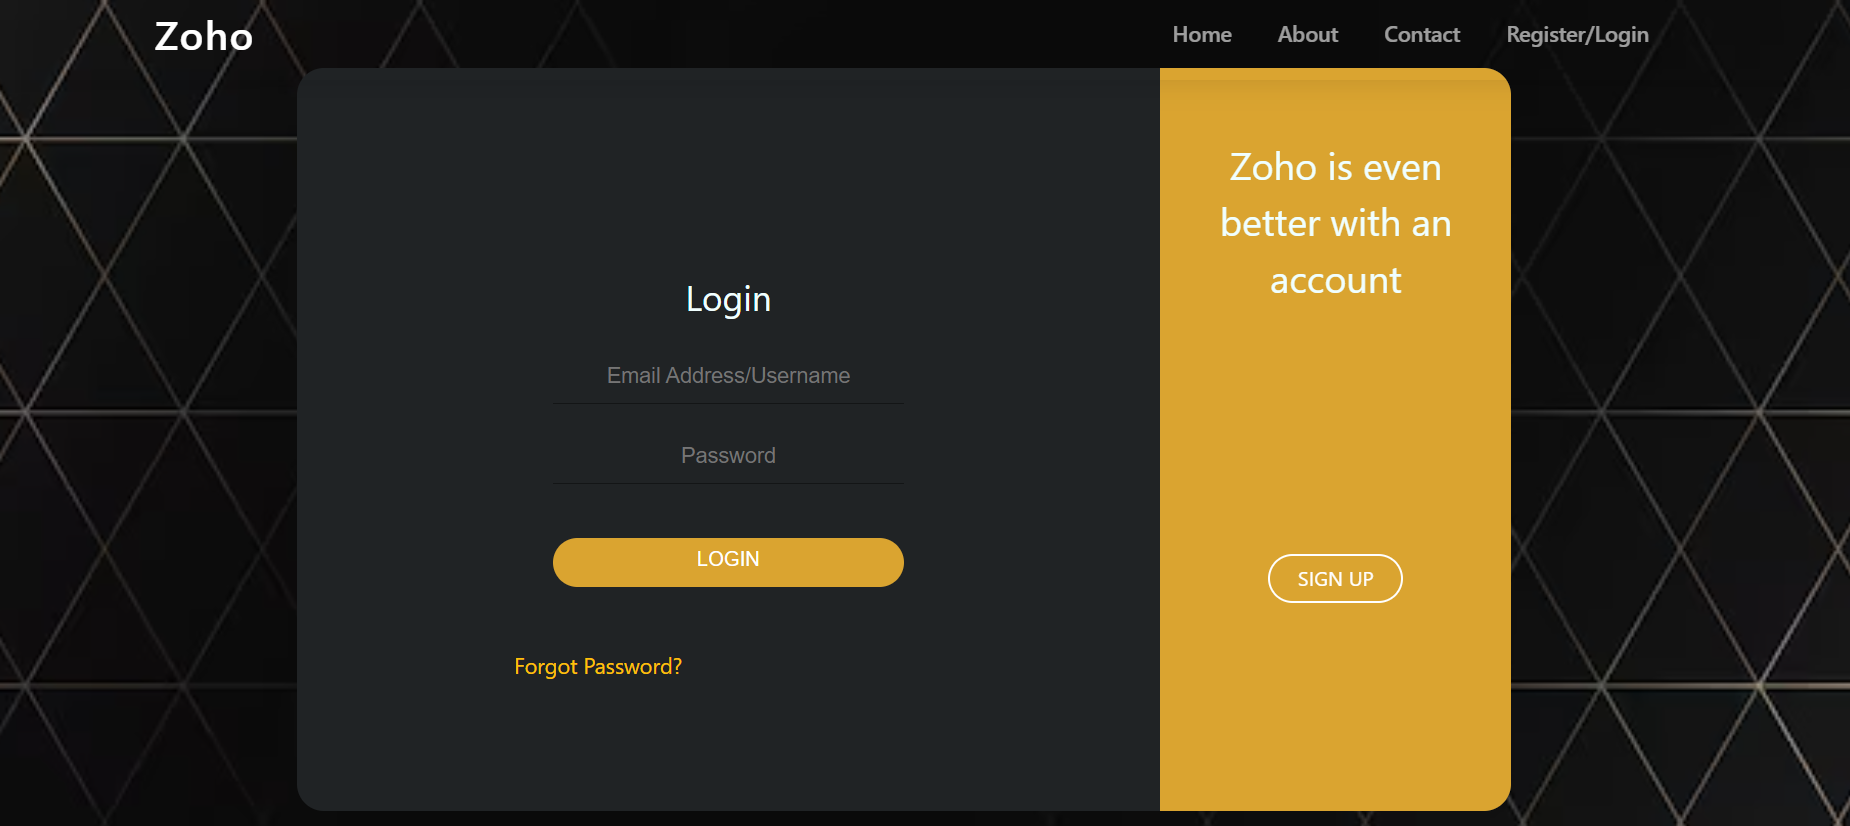 Zoho
Home About Contact Register/Login
Login
Email Address/Username
Password
LOGIN
Forgot Password?
Zoho is even
better with an
account
SIGN UP